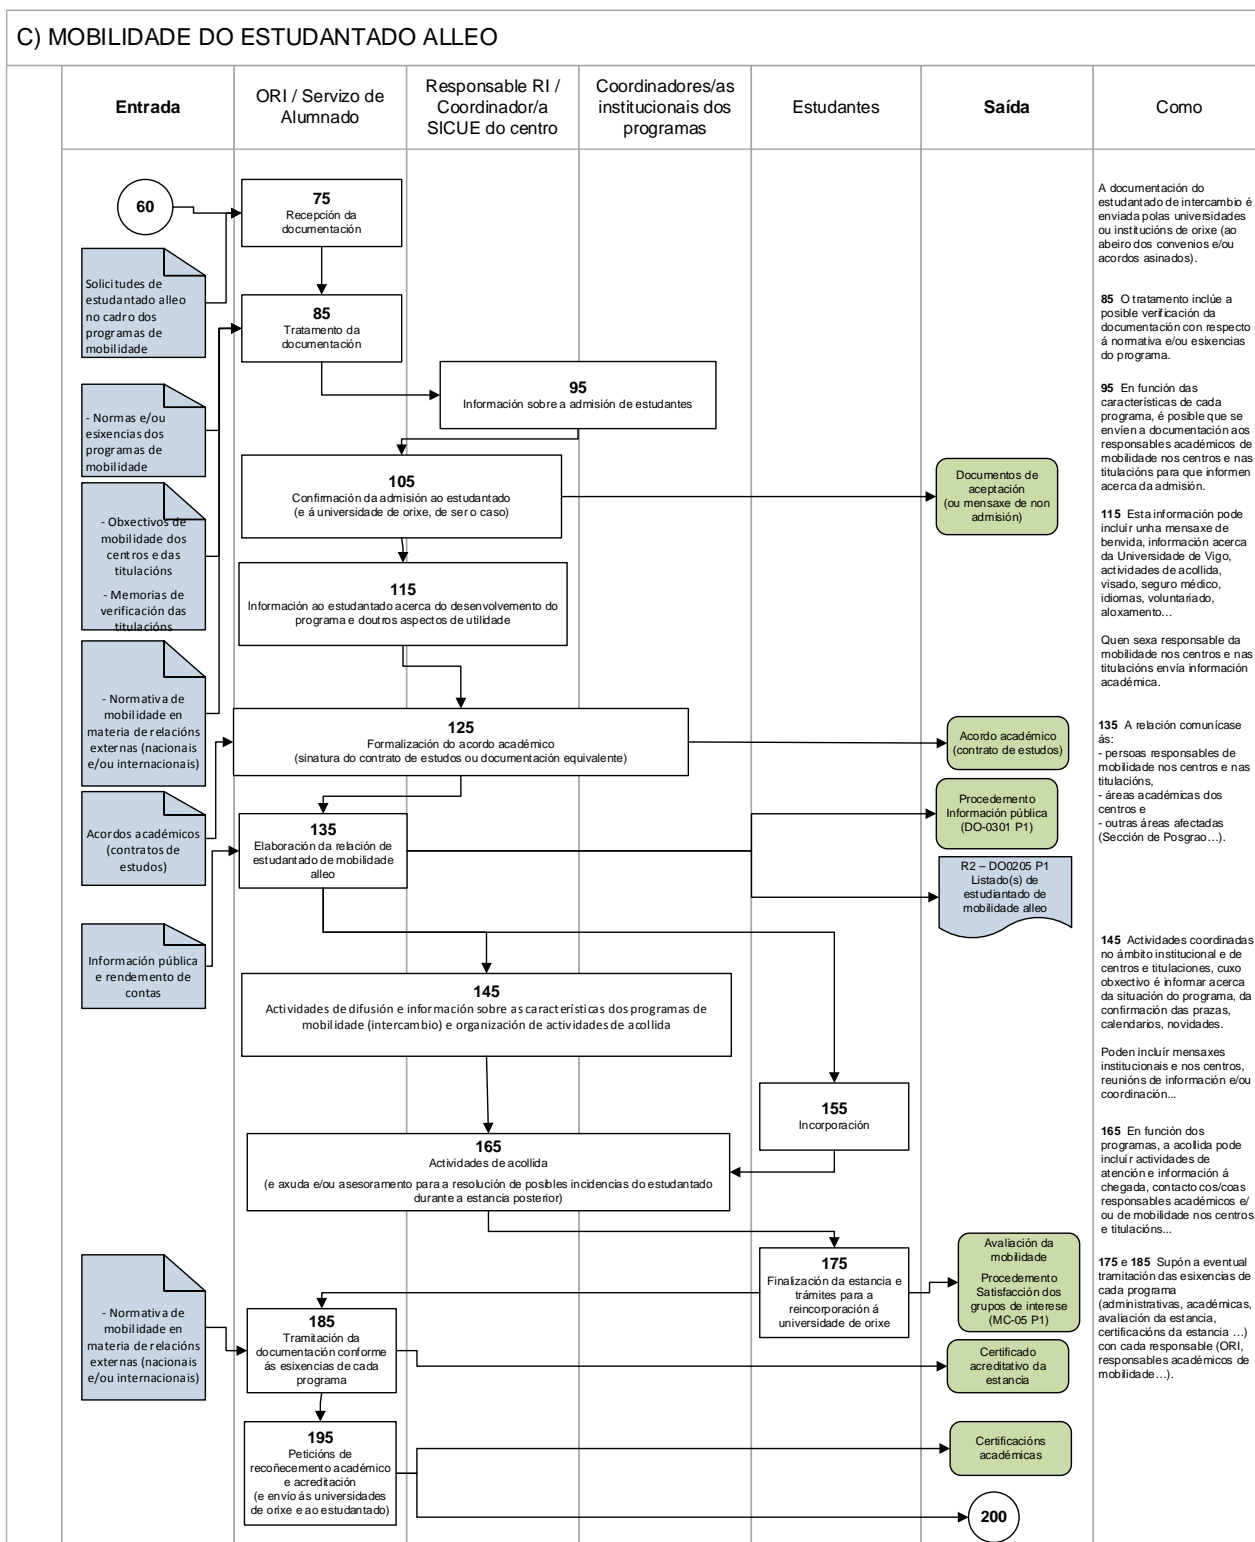 C) MOBILIDADE DO ESTUDANTADO ALLEO
Entrada
ORI / Servizo de
Alumnado
Responsable RI /
Coordinador/a
SICUE do centro
Coordinadores/as
institucionais dos
programas
Estudantes
Saída
Como
60
75
Recepción da
documentación
Solicitudes de
estudantado alleo
no cadro dos
programas de
mobilidade
85
Tratamento da
documentación
95
Información sobre a admisión de estudantes
- Normas e/ou
esixencias dos
programas de
mobilidade
105
Confirmación da admisión ao estudantado
(e á universidade de orixe, de ser o caso)
Documentos de
aceptación
(ou mensaxe de non
admisión)
- Obxectivos de
mobilidade dos
centros e das
titulacións
- Memorias de
verificación das
titulacións
115
Información ao estudantado acerca do desenvolvemento do
programa e doutros aspectos de utilidade
- Normativa de
mobilidade en
materia de relacións
externas (nacionais
e/ou internacionais)
125
Formalización do acordo académico
(sinatura do contrato de estudos ou documentación equivalente)
Acordo académico
(contrato de estudos)
Acordos académicos
(contratos de
estudos)
135
Elaboración da relación de
estudantado de mobilidade
alleo
Procedemento
Información pública
(DO-0301 P1)
R2 – DO0205 P1
Listado(s) de
estudiantado de
mobilidade alleo
Información pública
e rendemento de
contas
145
Actividades de difusión e información sobre as características dos programas de
mobilidade (intercambio) e organización de actividades de acollida
155
Incorporación
165
Actividades de acollida
(e axuda e/ou asesoramento para a resolución de posibles incidencias do estudantado
durante a estancia posterior)
175
Finalización da estancia e
trámites para a
reincorporación á
universidade de orixe
Avaliación da
mobilidade
Procedemento
Satisfacción dos
grupos de interese
(MC-05 P1)
- Normativa de
mobilidade en
materia de relacións
externas (nacionais
e/ou internacionais)
185
Tramitación da
documentación conforme
ás esixencias de cada
programa
Certificado
acreditativo da
estancia
195
Peticións de
recoñecemento académico
e acreditación
(e envío ás universidades
de orixe e ao estudantado)
Certificacións
académicas
200
A documentación do
estudantado de intercambio é
enviada polas universidades
ou institucións de orixe (ao
abeiro dos convenios e/ou
acordos asinados).
85 O tratamento inclúe a
posible verificación da
documentación con respecto
á normativa e/ou esixencias
do programa.
95 En función das
características de cada
programa, é posible que se
envíen a documentación aos
responsables académicos de
mobilidade nos centros e nas
titulacións para que informen
acerca da admisión.
115 Esta información pode
incluír unha mensaxe de
benvida, información acerca
da Universidade de Vigo,
actividades de acollida,
visado, seguro médico,
idiomas, voluntariado,
aloxamento...
Quen sexa responsable da
mobilidade nos centros e nas
titulacións envía información
académica.
135 A relación comunícase
ás:
- persoas responsables de
mobilidade nos centros e nas
titulacións,
- áreas académicas dos
centros e
- outras áreas afectadas
(Sección de Posgrao...).
145 Actividades coordinadas
no ámbito institucional e de
centros e titulaciones, cuxo
obxectivo é informar acerca
da situación do programa, da
confirmación das prazas,
calendarios, novidades.
Poden incluír mensaxes
institucionais e nos centros,
reunións de información e/ou
coordinación...
165 En función dos
programas, a acollida pode
incluír actividades de
atención e información á
chegada, contacto cos/coas
responsables académicos e/
ou de mobilidade nos centros
e titulacións...
175 e 185 Supón a eventual
tramitación das esixencias de
cada programa
(administrativas, académicas,
avaliación da estancia,
certificacións da estancia ...)
con cada responsable (ORI,
responsables académicos de
mobilidade...).